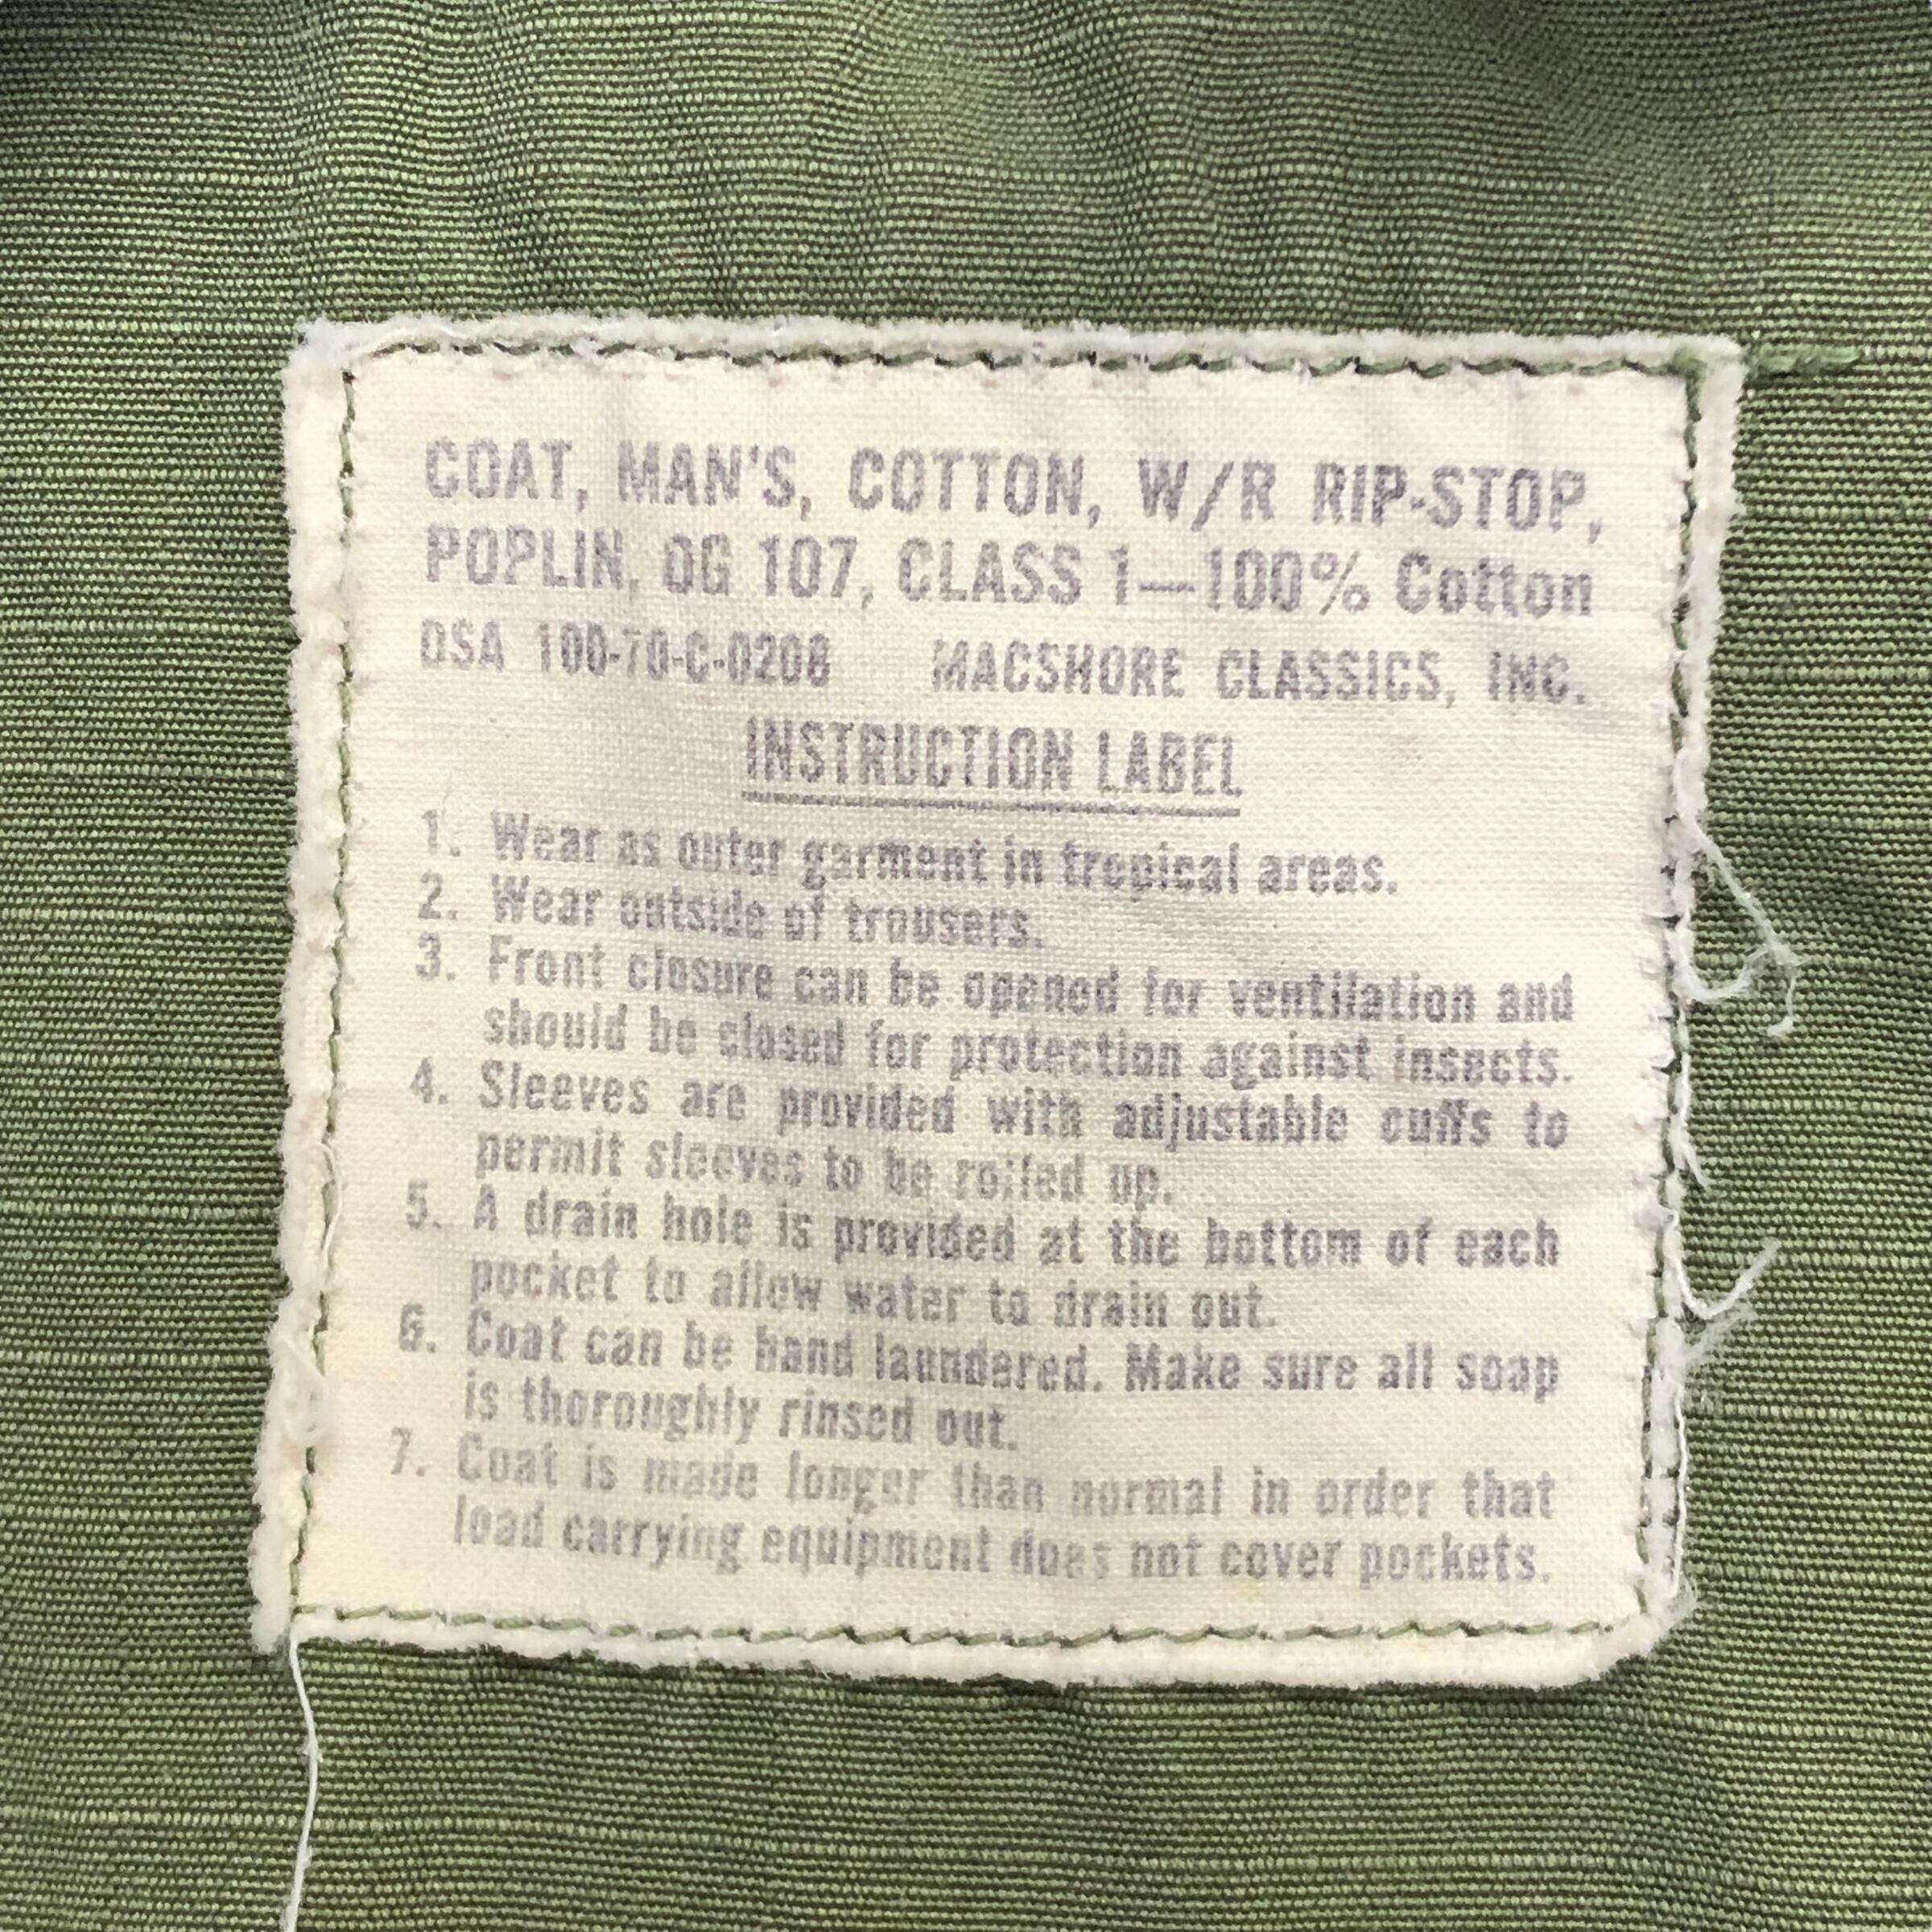 COAT, MAN'S, COTTON, W/R RIP-STOP,
POPLIN, OG 107, CLASS 1—100% Cotton
DSA 100-70-C-0208 MACSHORE CLASSICS, INC.
INSTRUCTION LABEL
1. Wear as outer garment in tropical areas.
2. Wear outside of trousers.
3. Front closure can be opened for ventilation and
should be closed for protection against insects.
4. Sleeves are provided with adjustable cuffs to
permit sleeves to be rolled up.
5. A drain hole is provided at the bottom of each
pocket to allow water to drain out.
6. Coat can be hand laundered. Make sure all soap
is thoroughly rinsed out.
7. Coat is made longer than normal in order that
load carrying equipment does not cover pockets.